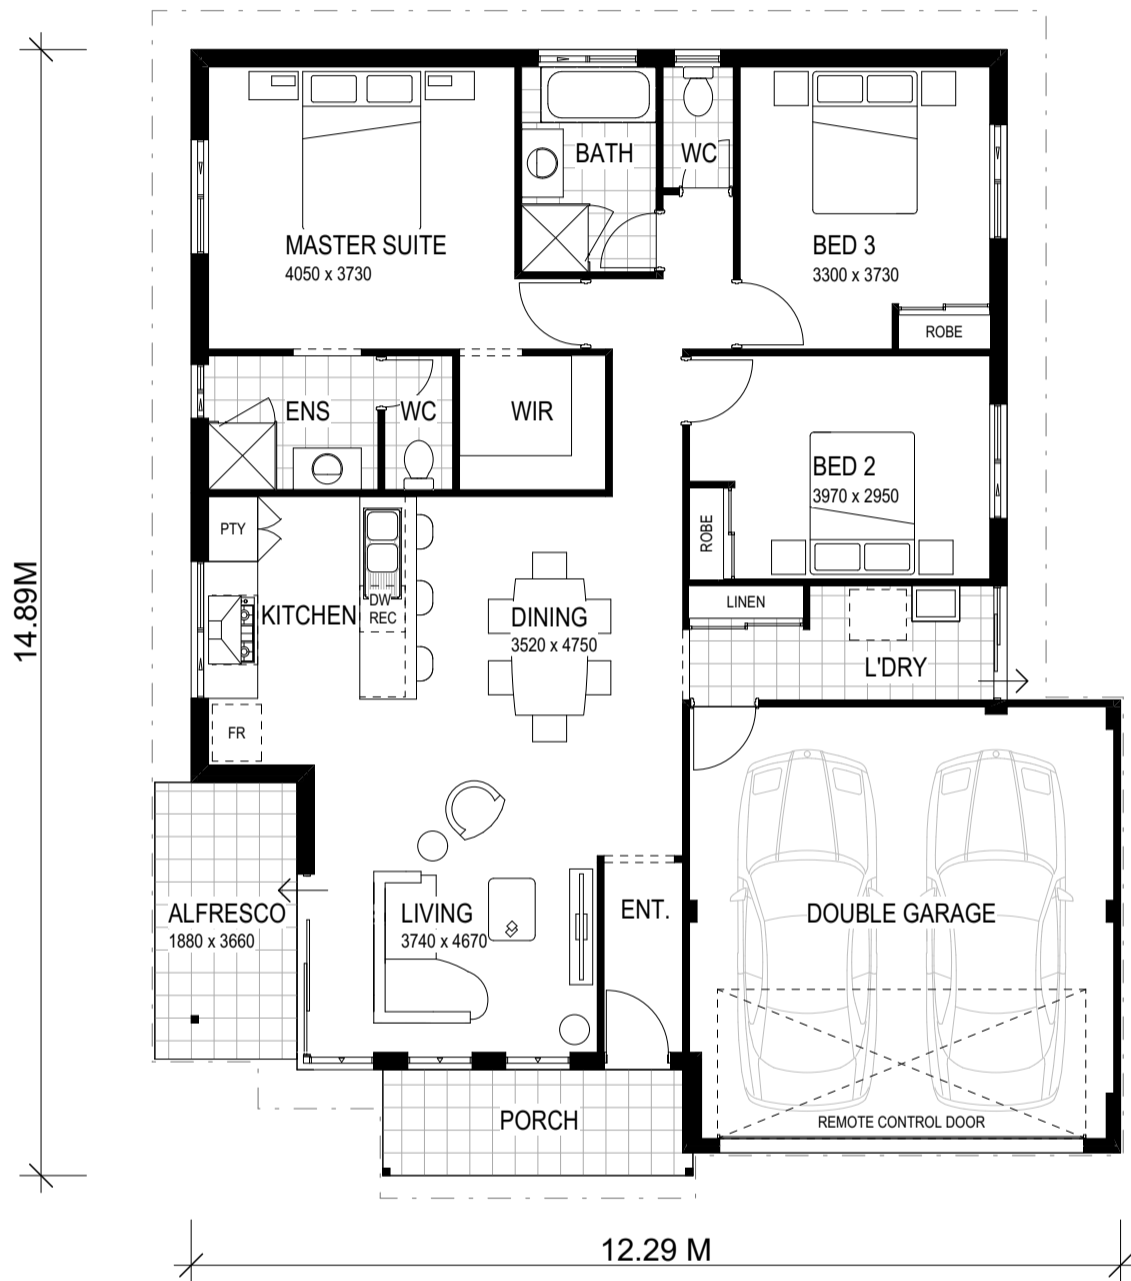 BATH
WC
MASTER SUITE
4050 x 3730
BED 3
3300 x 3730
ROBE
ENS
WC
WIR
BED 2
3970 x 2950
ROBE
PTY
KITCHEN
DW
REC
DINING
3520 x 4750
LINEN
L'DRY
FR
14.89M
ALFRESCO
1880 x 3660
LIVING
3740 x 4670
ENT.
DOUBLE GARAGE
PORCH
REMOTE CONTROL DOOR
12.29 M